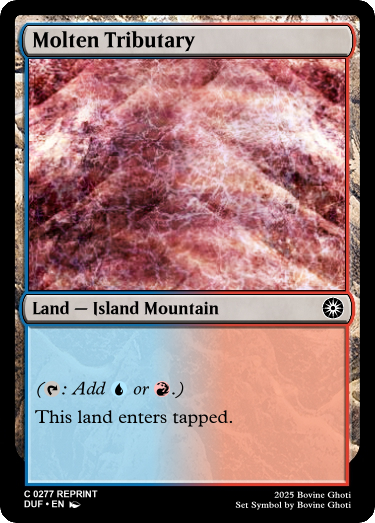 Molten Tributary
Land — Island Mountain
(: Add or .)
This land enters tapped.
C 0277 REPRINT
DUF • EN
2025 Bovine Ghoti
Set Symbol by Bovine Ghoti